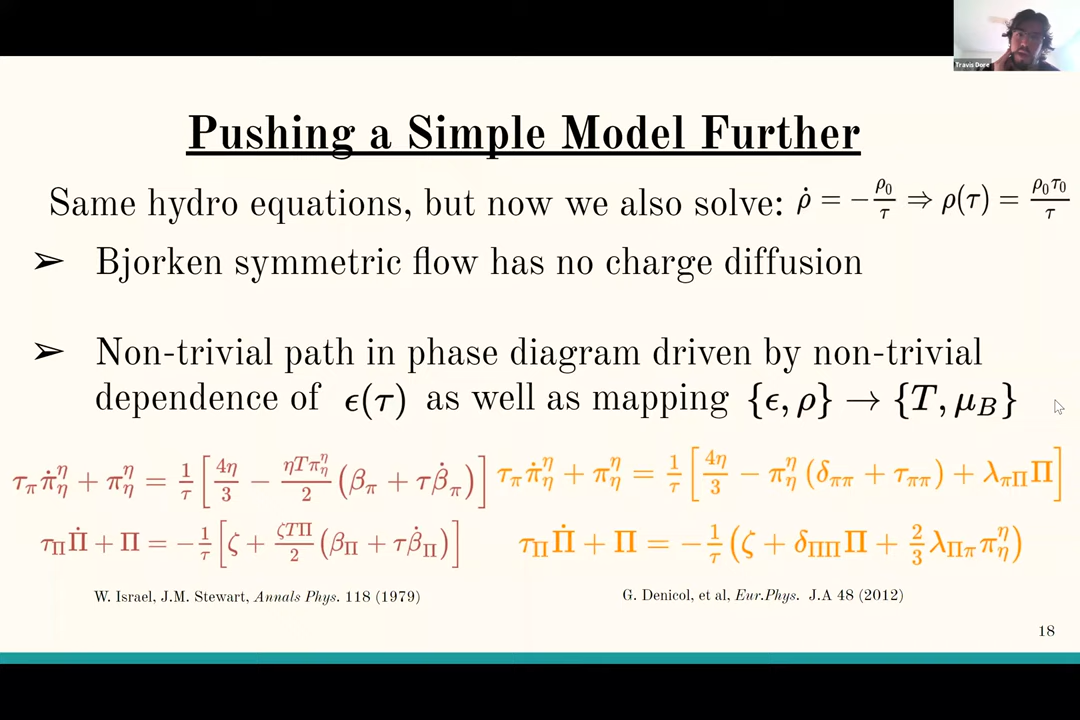 Travis Dore
Pushing a Simple Model Further
Same hydro equations, but now we also solve: ρ̇ = −ρ₀/τ ⇒ ρ(τ) = ρ₀τ₀/τ
➢ Bjorken symmetric flow has no charge diffusion
➢ Non-trivial path in phase diagram driven by non-trivial
dependence of ϵ(τ) as well as mapping {ϵ, ρ} → {T, μ_B}
τ_π π̇^η_η + π^η_η = 1/τ [4η/3 − ηTπ^η_η/2 (β_π + τβ̇_π)]
τ_π π̇^η_η + π^η_η = 1/τ [4η/3 − π^η_η (δ_ππ + τ_ππ) + λ_πΠ Π]
τ_Π Π̇ + Π = −1/τ [ζ + ζTΠ/2 (β_Π + τβ̇_Π)]
τ_Π Π̇ + Π = −1/τ (ζ + δ_ΠΠ Π + 2/3 λ_Ππ π^η_η)
W. Israel, J.M. Stewart, Annals Phys. 118 (1979)
G. Denicol, et al, Eur.Phys. J.A 48 (2012)
18